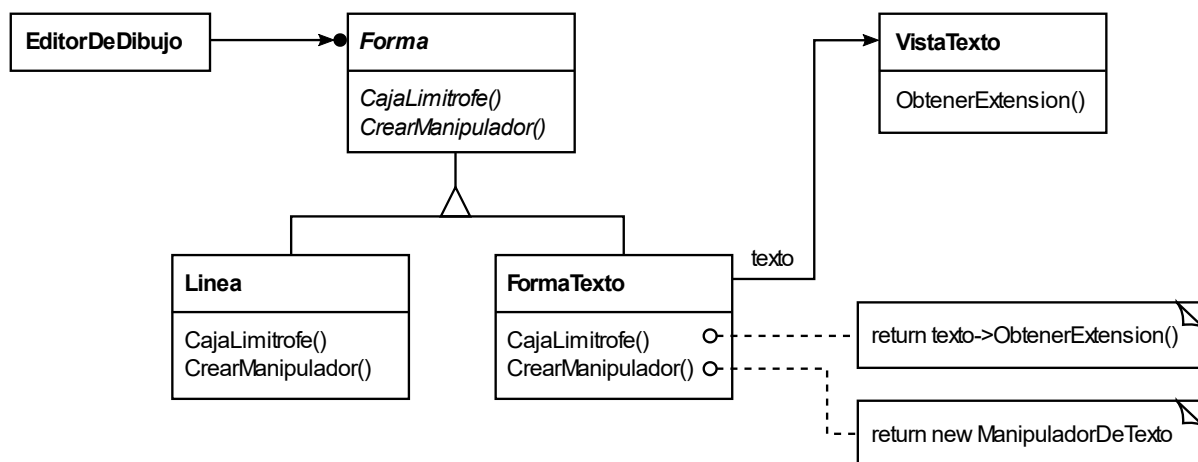 EditorDeDibujo
Forma
CajaLimitrofe()
CrearManipulador()
VistaTexto
ObtenerExtension()
Linea
CajaLimitrofe()
CrearManipulador()
FormaTexto
CajaLimitrofe()
CrearManipulador()
texto
return texto->ObtenerExtension()
return new ManipuladorDeTexto